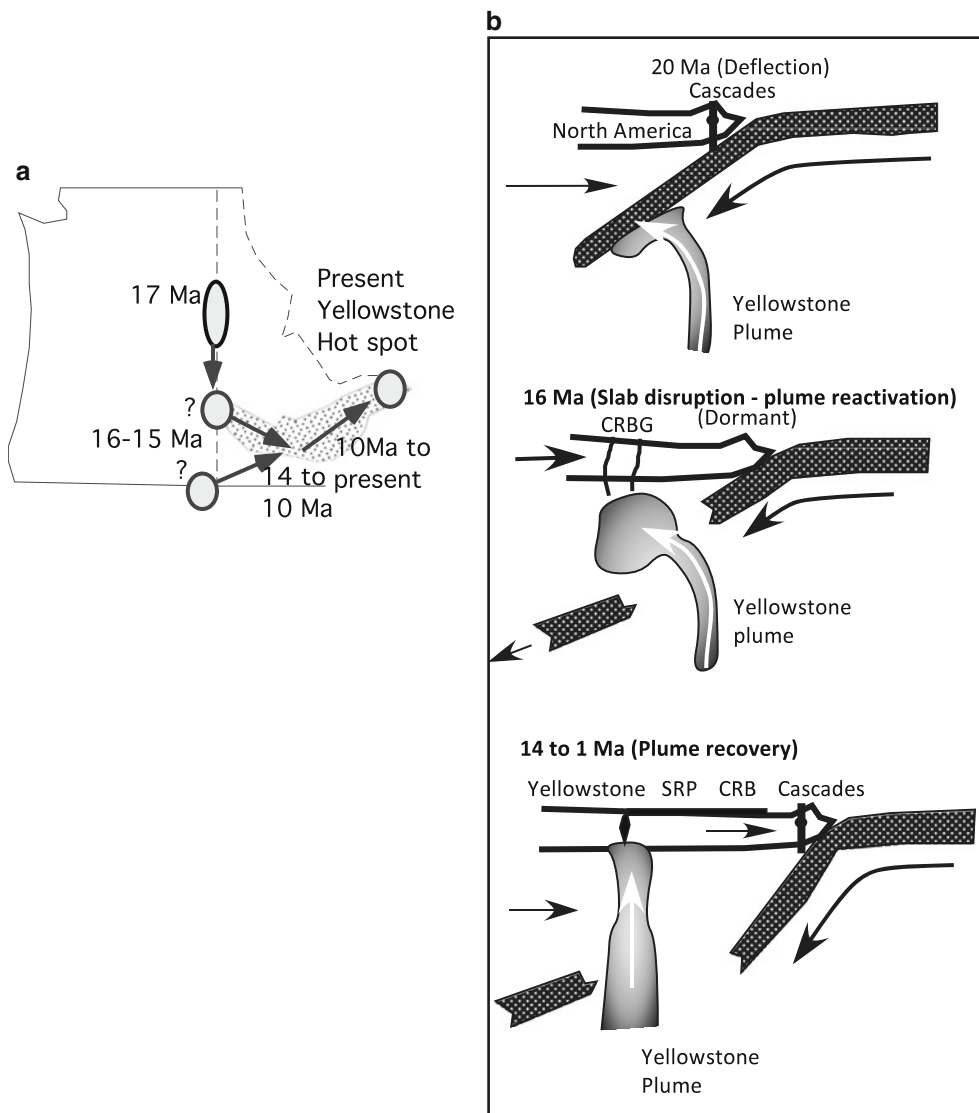 a
17 Ma
Present
Yellowstone
Hot spot
?
16-15 Ma
?
10Ma to
14 to present
10 Ma
b
20 Ma (Deflection)
Cascades
North America
Yellowstone
Plume
16 Ma (Slab disruption - plume reactivation)
CRBG (Dormant)
Yellowstone
plume
14 to 1 Ma (Plume recovery)
Yellowstone SRP CRB Cascades
Yellowstone
Plume